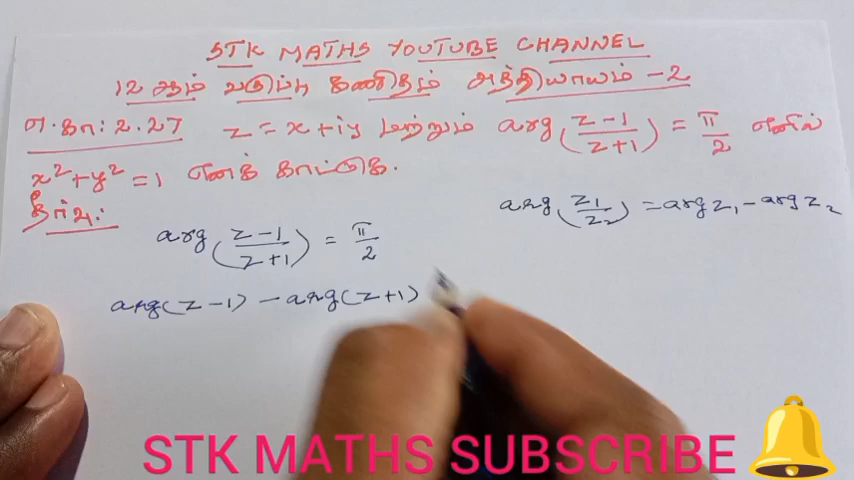 STK MATHS YOUTUBE CHANNEL
12 ஆம் வகுப்பு கணிதம் அத்தியாயம் -2
எ.கா: 2.27 z = x+iy மற்றும் arg(z-1/z+1) = π/2 எனில்
x²+y² = 1 எனக் காட்டுக.
தீர்வு:
arg(z₁/z₂) = arg z₁ - arg z₂
arg(z-1/z+1) = π/2
arg(z-1) - arg(z+1)
STK MATHS SUBSCRIBE